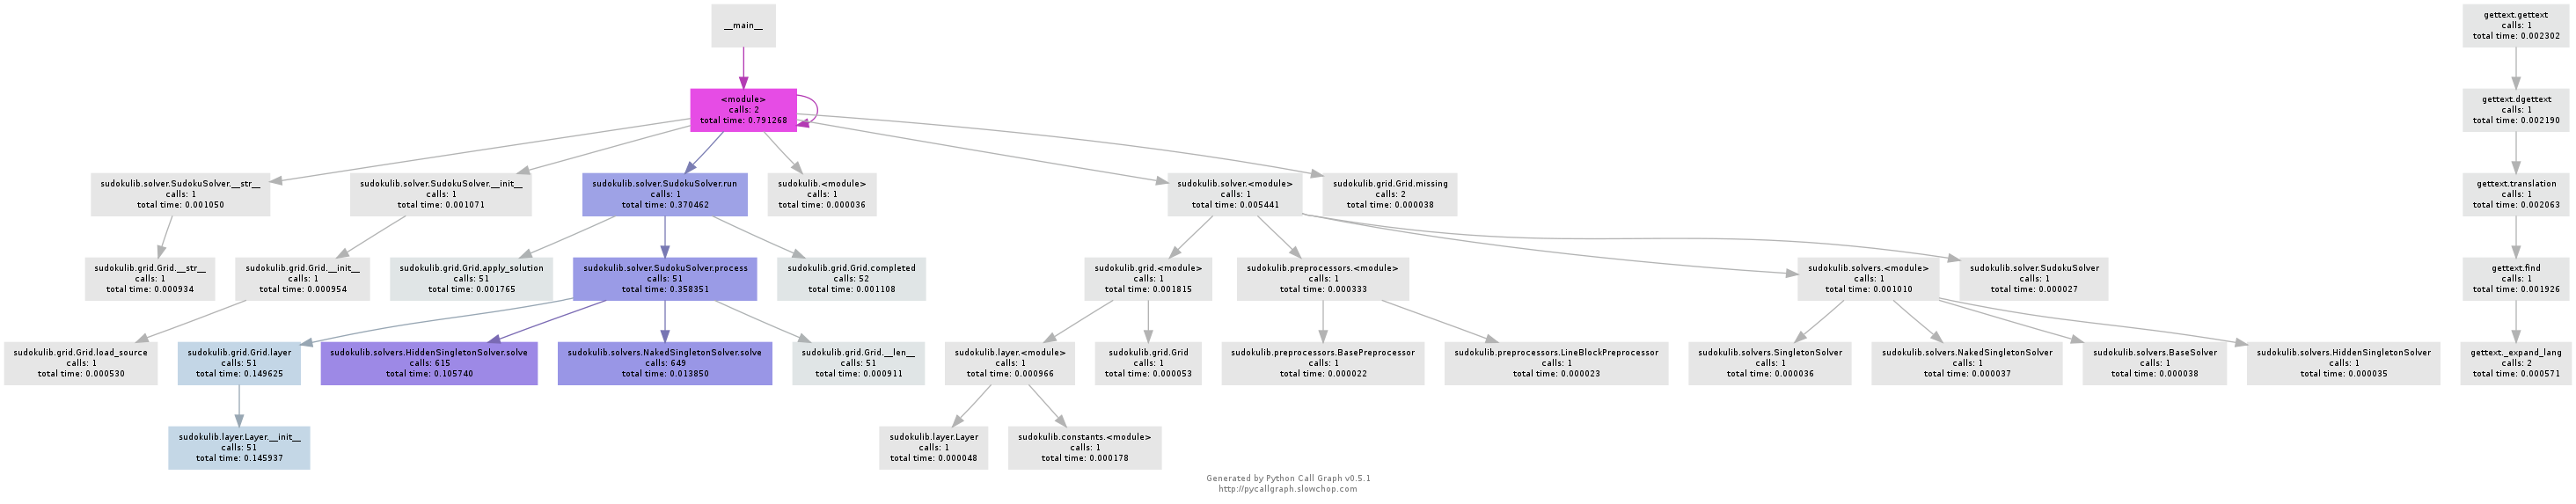 __main__
gettext.gettext
calls: 1
total time: 0.002302
<module>
calls: 2
total time: 0.791268
gettext.dgettext
calls: 1
total time: 0.002190
sudokulib.solver.SudokuSolver.__str__
calls: 1
total time: 0.001050
sudokulib.solver.SudokuSolver.__init__
calls: 1
total time: 0.001071
sudokulib.solver.SudokuSolver.run
calls: 1
total time: 0.370462
sudokulib.<module>
calls: 1
total time: 0.000036
sudokulib.solver.<module>
calls: 1
total time: 0.005441
sudokulib.grid.Grid.missing
calls: 2
total time: 0.000038
gettext.translation
calls: 1
total time: 0.002063
sudokulib.grid.Grid.__str__
calls: 1
total time: 0.000934
sudokulib.grid.Grid.__init__
calls: 1
total time: 0.000954
sudokulib.grid.Grid.apply_solution
calls: 51
total time: 0.001765
sudokulib.solver.SudokuSolver.process
calls: 51
total time: 0.358351
sudokulib.grid.Grid.completed
calls: 52
total time: 0.001108
sudokulib.grid.<module>
calls: 1
total time: 0.001815
sudokulib.preprocessors.<module>
calls: 1
total time: 0.000333
sudokulib.solvers.<module>
calls: 1
total time: 0.001010
sudokulib.solver.SudokuSolver
calls: 1
total time: 0.000027
gettext.find
calls: 1
total time: 0.001926
sudokulib.grid.Grid.load_source
calls: 1
total time: 0.000530
sudokulib.grid.Grid.layer
calls: 51
total time: 0.149625
sudokulib.solvers.HiddenSingletonSolver.solve
calls: 615
total time: 0.105740
sudokulib.solvers.NakedSingletonSolver.solve
calls: 649
total time: 0.013850
sudokulib.grid.Grid.__len__
calls: 51
total time: 0.000911
sudokulib.layer.<module>
calls: 1
total time: 0.000966
sudokulib.grid.Grid
calls: 1
total time: 0.000053
sudokulib.preprocessors.BasePreprocessor
calls: 1
total time: 0.000022
sudokulib.preprocessors.LineBlockPreprocessor
calls: 1
total time: 0.000023
sudokulib.solvers.SingletonSolver
calls: 1
total time: 0.000036
sudokulib.solvers.NakedSingletonSolver
calls: 1
total time: 0.000037
sudokulib.solvers.BaseSolver
calls: 1
total time: 0.000038
sudokulib.solvers.HiddenSingletonSolver
calls: 1
total time: 0.000035
gettext._expand_lang
calls: 2
total time: 0.000571
sudokulib.layer.Layer.__init__
calls: 51
total time: 0.145937
sudokulib.layer.Layer
calls: 1
total time: 0.000048
sudokulib.constants.<module>
calls: 1
total time: 0.000178
Generated by Python Call Graph v0.5.1
http://pycallgraph.slowchop.com